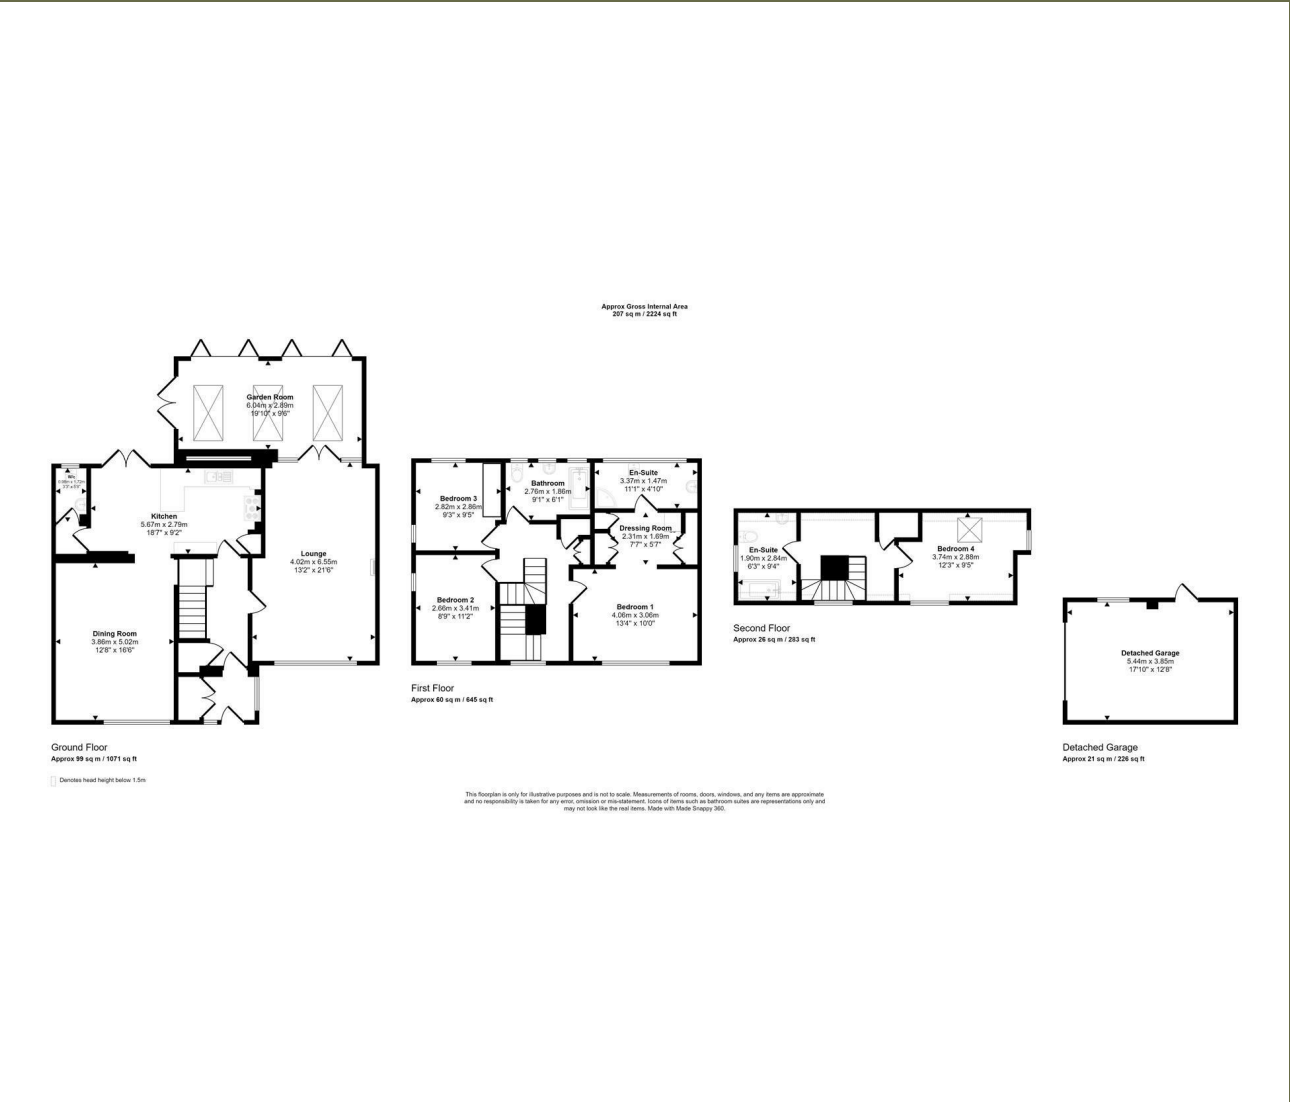 Approx Gross Internal Area
207 sq m / 2224 sq ft
Garden Room
6.04m x 2.89m
19'10" x 9'6"
Wc
0.98m x 1.72m
Kitchen
5.67m x 2.79m
18'7" x 9'2"
Lounge
4.02m x 6.55m
13'2" x 21'6"
Dining Room
3.86m x 5.02m
12'8" x 16'6"
Ground Floor
Approx 99 sq m / 1071 sq ft
Denotes head height below 1.5m
Bedroom 3
2.82m x 2.86m
9'3" x 9'5"
Bathroom
2.76m x 1.86m
9'1" x 6'1"
En-Suite
3.37m x 1.47m
11'1" x 4'10"
Dressing Room
2.31m x 1.69m
7'7" x 5'7"
Bedroom 2
2.66m x 3.41m
8'9" x 11'2"
Bedroom 1
4.06m x 3.06m
13'4" x 10'0"
First Floor
Approx 60 sq m / 645 sq ft
En-Suite
1.90m x 2.84m
6'3" x 9'4"
Bedroom 4
3.74m x 2.88m
12'3" x 9'5"
Second Floor
Approx 26 sq m / 283 sq ft
Detached Garage
5.44m x 3.85m
17'10" x 12'8"
Detached Garage
Approx 21 sq m / 226 sq ft
This floorplan is only for illustrative purposes and is not to scale. Measurements of rooms, doors, windows, and any items are approximate
and no responsibility is taken for any error, omission or mis-statement. Icons of items such as bathroom suites are representations only and
may not look like the real items. Made with Made Snappy 360.